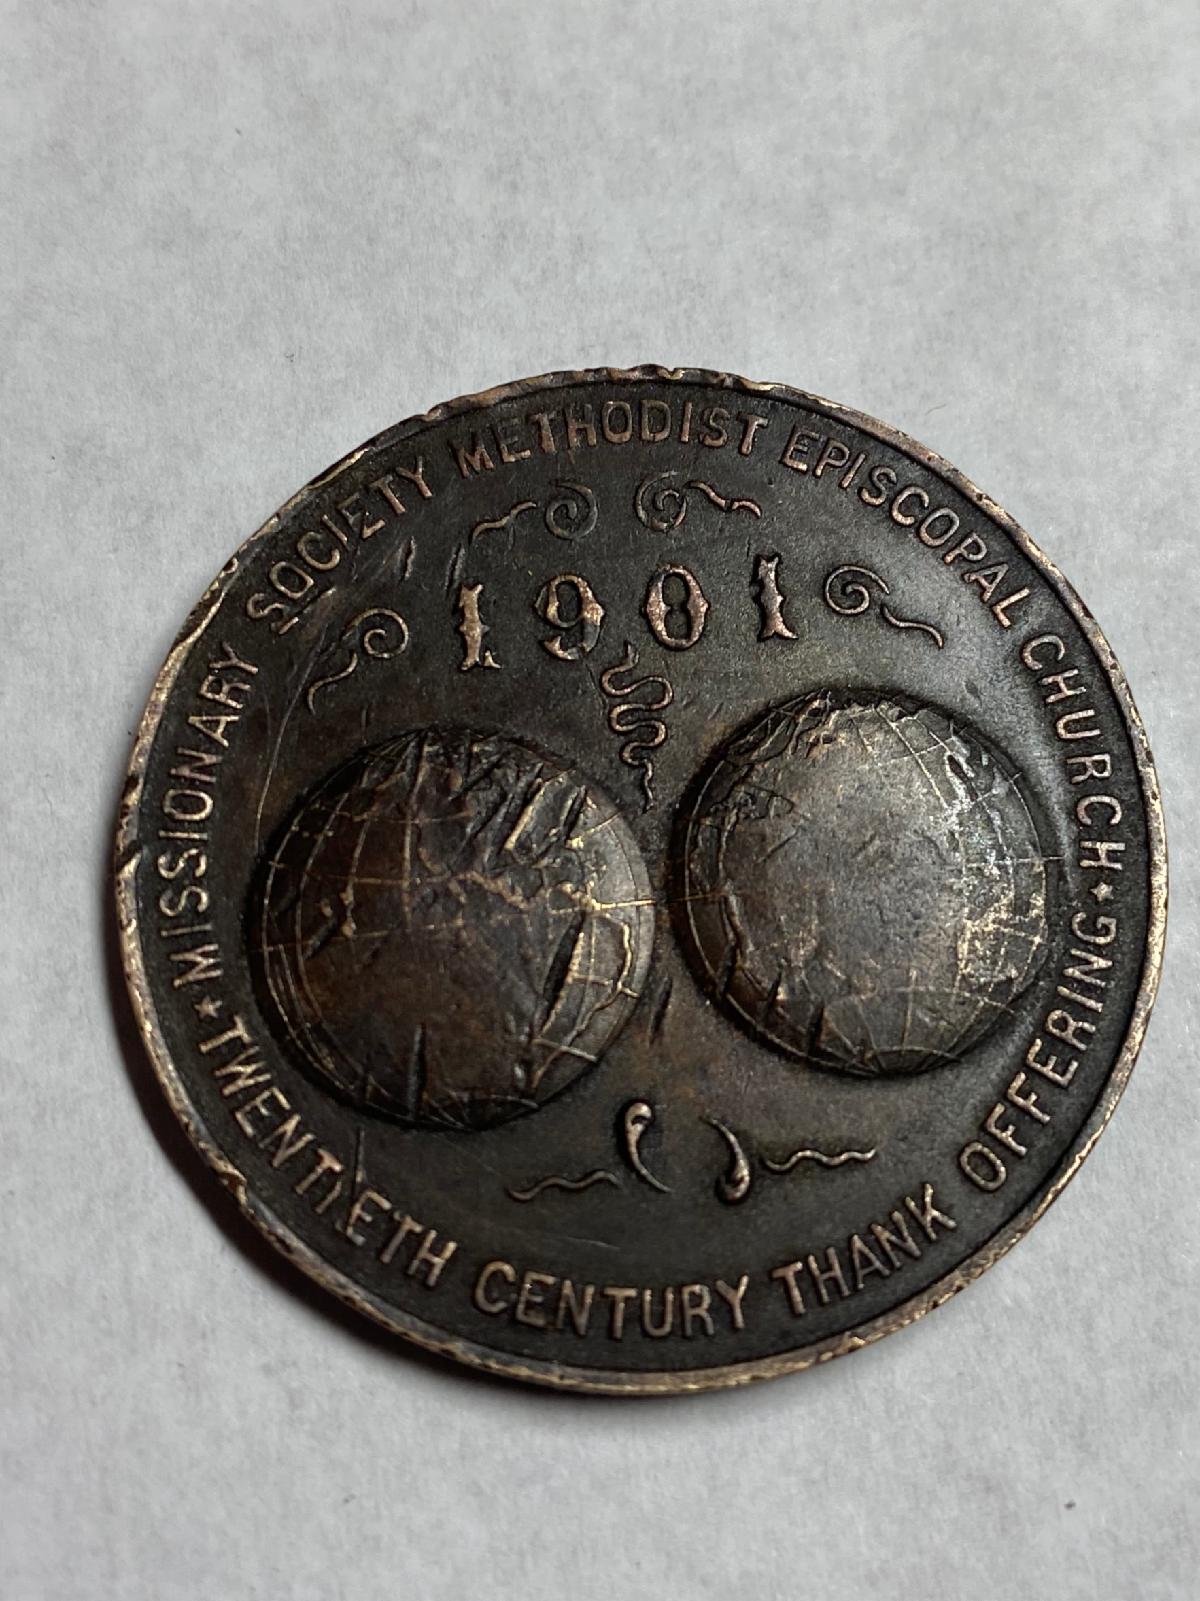 ★ MISSIONARY SOCIETY METHODIST EPISCOPAL CHURCH ★
1901
TWENTIETH CENTURY THANK OFFERING